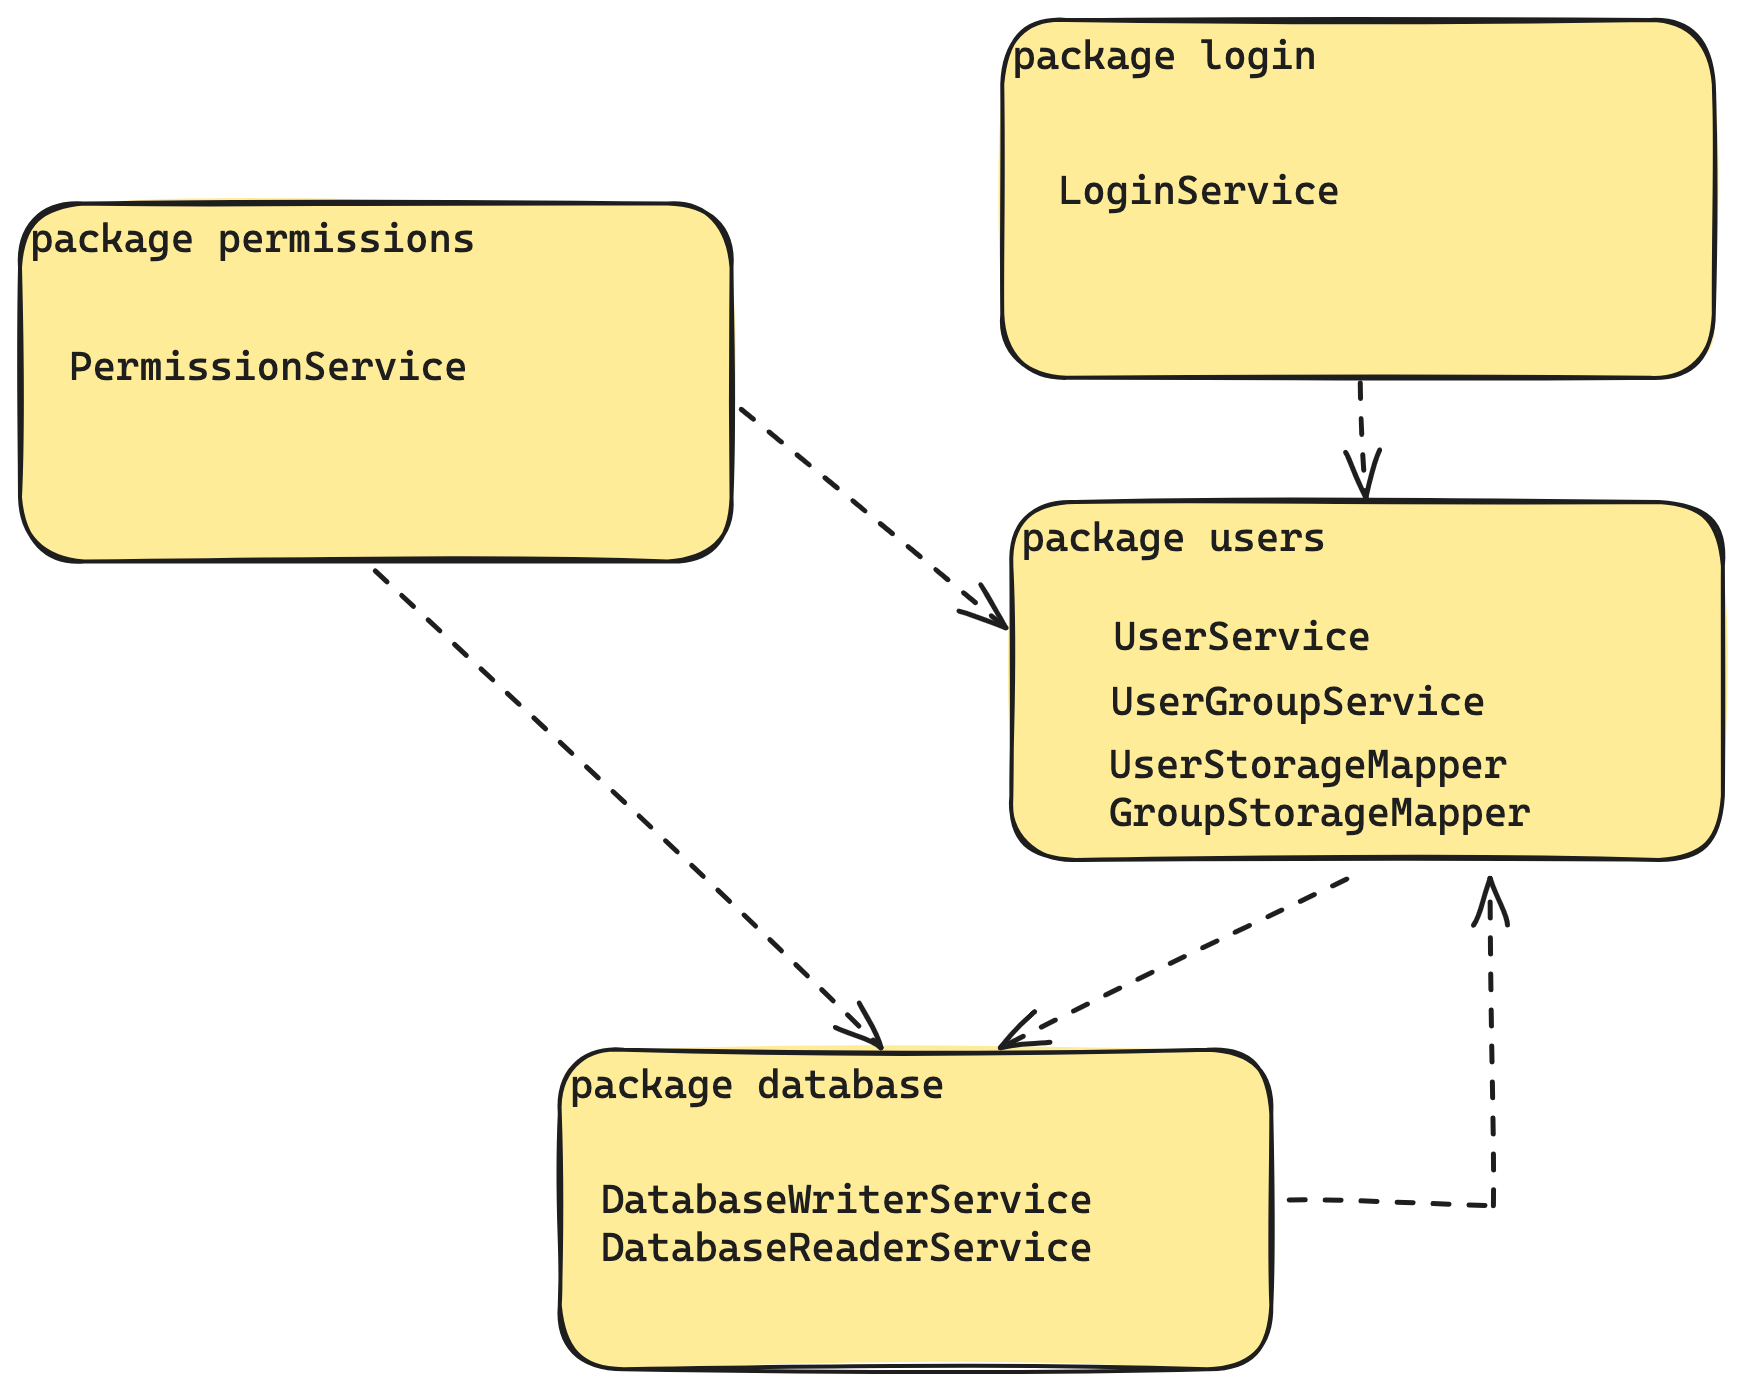 package login
LoginService
package permissions
PermissionService
package users
UserService
UserGroupService
UserStorageMapper
GroupStorageMapper
package database
DatabaseWriterService
DatabaseReaderService